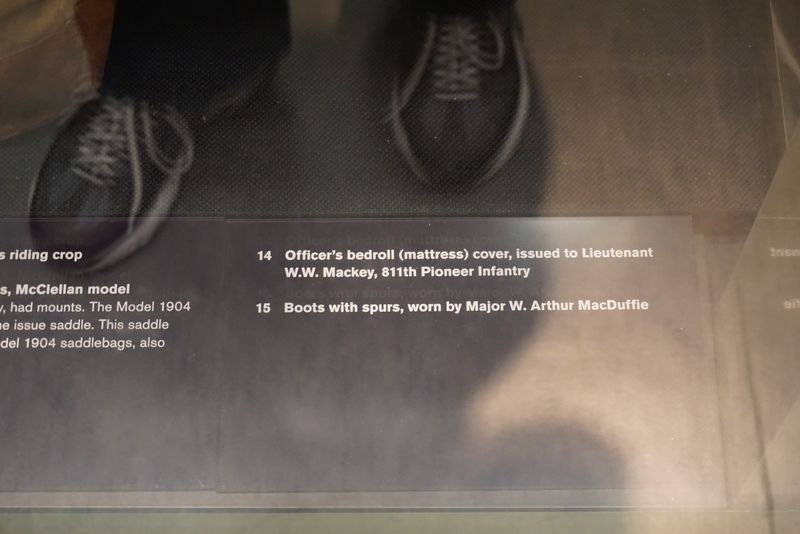 s riding crop
s, McClellan model
y, had mounts. The Model 1904
e issue saddle. This saddle
del 1904 saddlebags, also
14 Officer's bedroll (mattress) cover, issued to Lieutenant
W.W. Mackey, 811th Pioneer Infantry
15 Boots with spurs, worn by Major W. Arthur MacDuffie